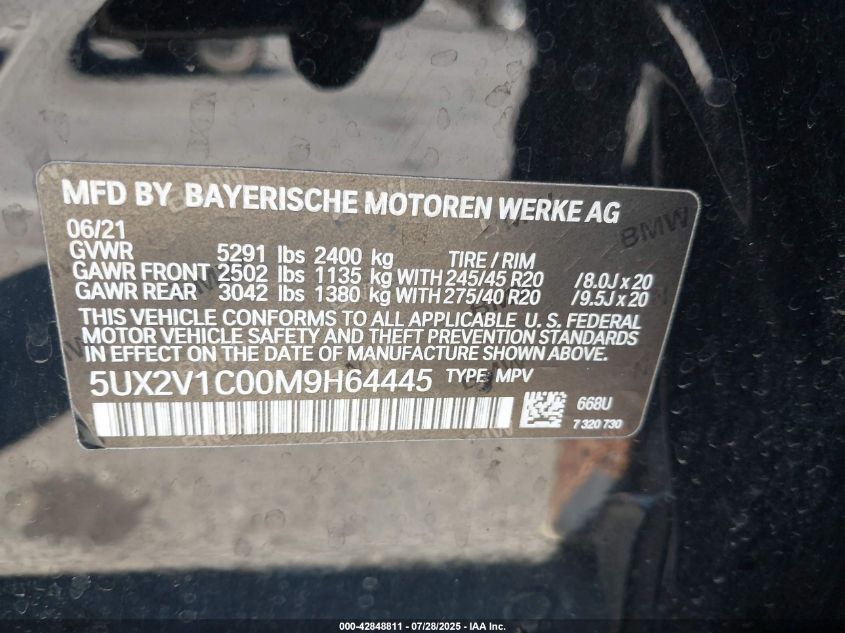 MFD BY BAYERISCHE MOTOREN WERKE AG
06/21
GVWR 5291 lbs 2400 kg TIRE / RIM
GAWR FRONT 2502 lbs 1135 kg WITH 245/45 R20 /8.0J x 20
GAWR REAR 3042 lbs 1380 kg WITH 275/40 R20 /9.5J x 20
THIS VEHICLE CONFORMS TO ALL APPLICABLE U.S. FEDERAL
MOTOR VEHICLE SAFETY AND THEFT PREVENTION STANDARDS
IN EFFECT ON THE DATE OF MANUFACTURE SHOWN ABOVE.
5UX2V1C00M9H64445 TYPE: MPV
668U
7 320 730
BMW
000-42848811 / 07/28/2025 - IAA Inc.